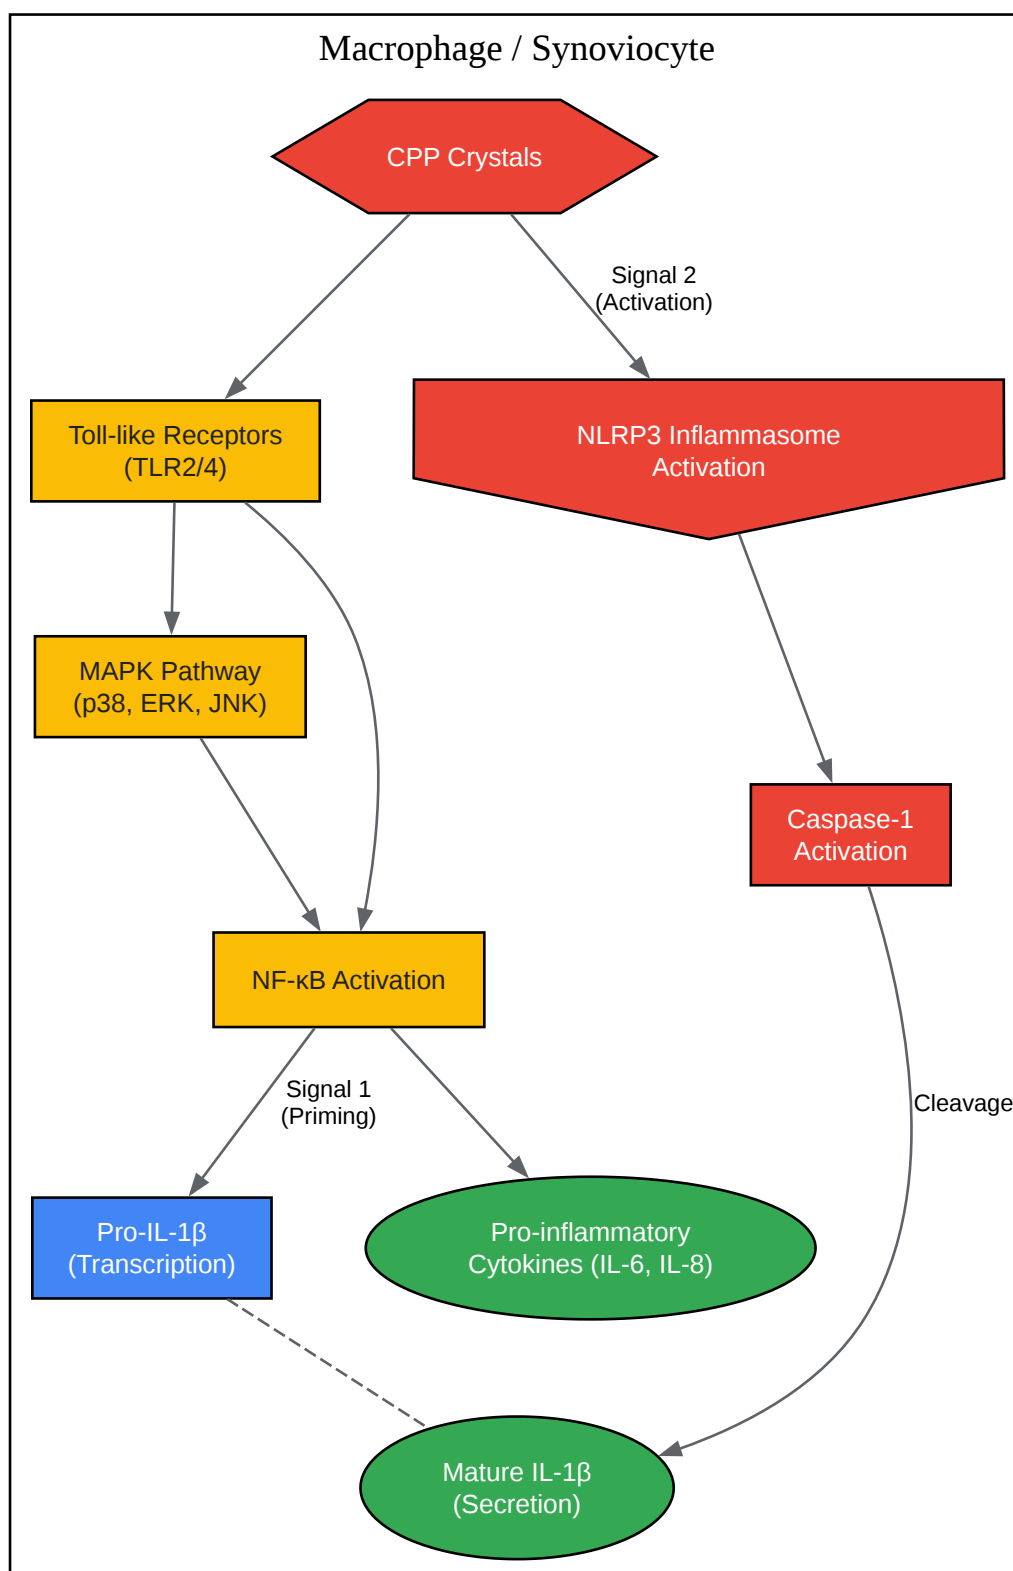 Macrophage / Synoviocyte
CPP Crystals
Signal 2
(Activation)
Toll-like Receptors
(TLR2/4)
NLRP3 Inflammasome
Activation
MAPK Pathway
(p38, ERK, JNK)
Caspase-1
Activation
NF-κB Activation
Signal 1
(Priming)
Cleavage
Pro-IL-1β
(Transcription)
Pro-inflammatory
Cytokines (IL-6, IL-8)
Mature IL-1β
(Secretion)